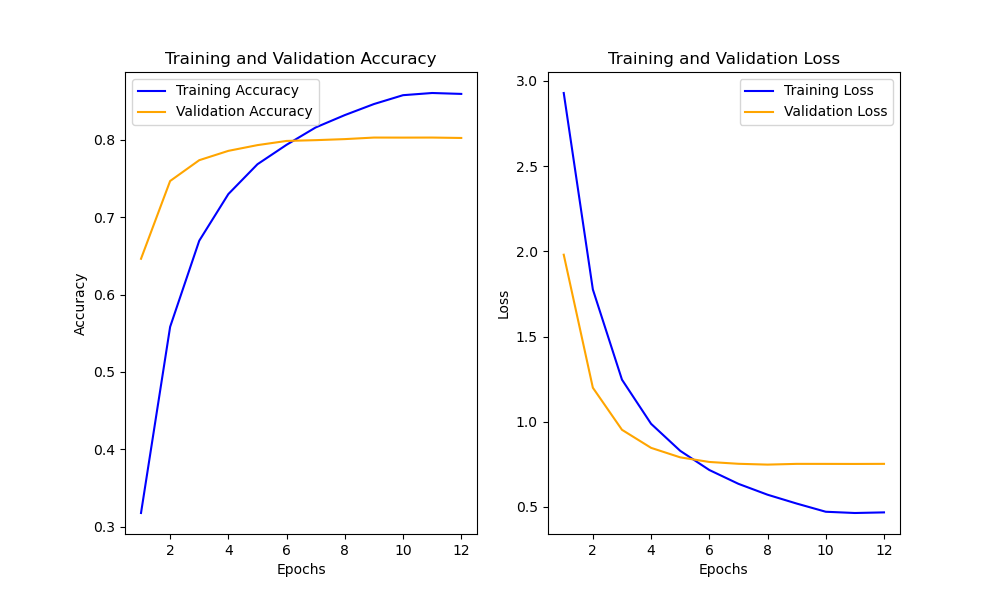 Training and Validation Accuracy
Training Accuracy
Validation Accuracy
0.8
0.7
0.6
0.5
0.4
0.3
Accuracy
2 4 6 8 10 12
Epochs
Training and Validation Loss
Training Loss
Validation Loss
3.0
2.5
2.0
1.5
1.0
0.5
Loss
2 4 6 8 10 12
Epochs